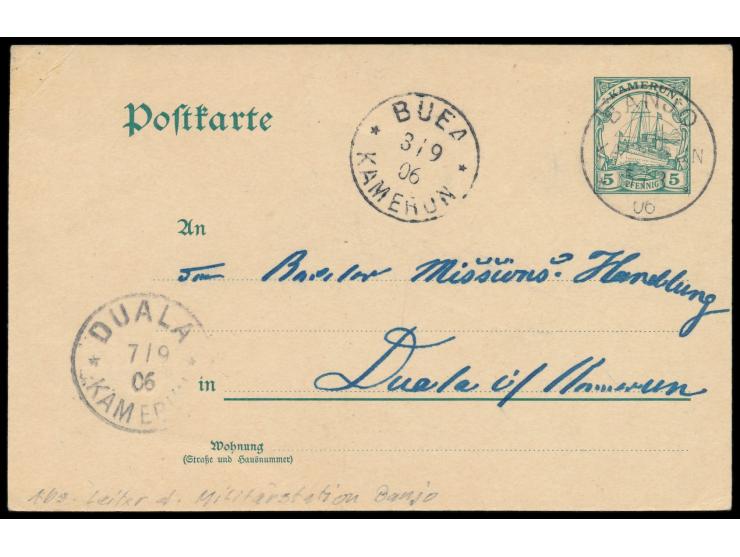 Postkarte
BUEA
3/9
06
KAMERUN
KAMERUN
5 PFENNIG 5
BANJO
06
An
Basler Missions-Handlung
DUALA
7/9
06
KAMERUN
in Duala i/ Kamerun
Wohnung
(Straße und Hausnummer)
Abs. Leiter d. Militärstation Banjo